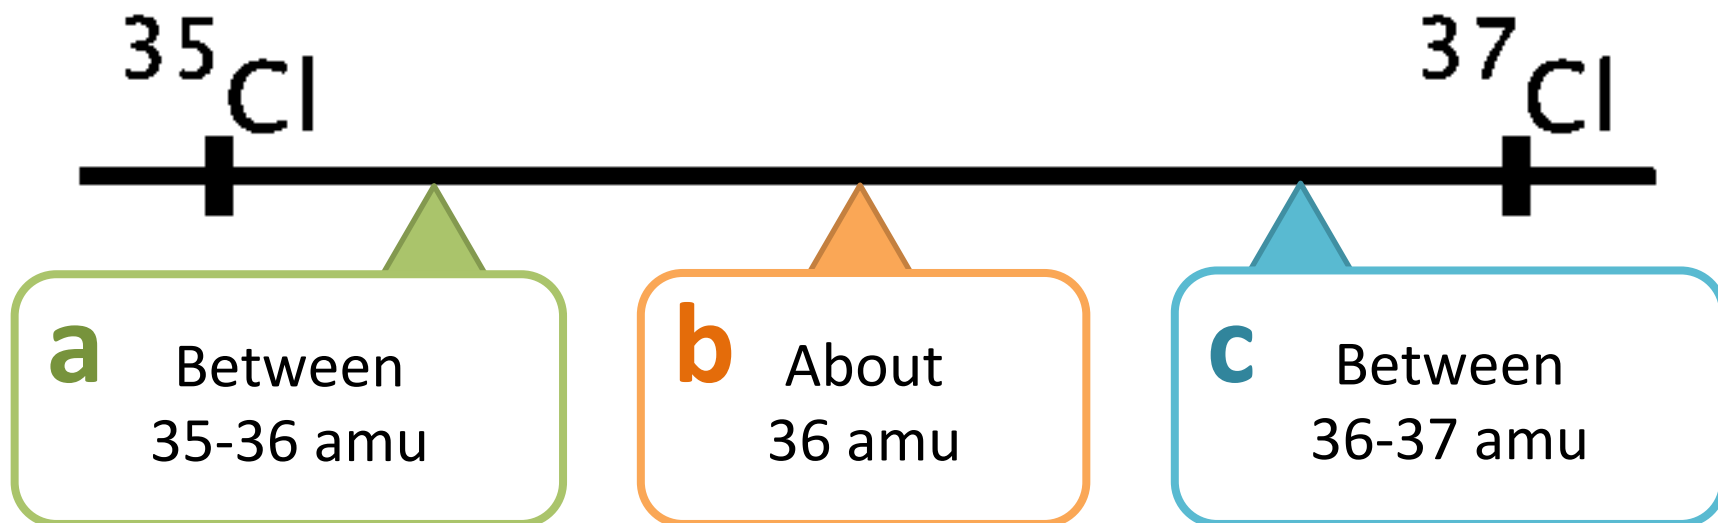 ³⁵Cl
³⁷Cl
a
Between
35-36 amu
b
About
36 amu
c
Between
36-37 amu